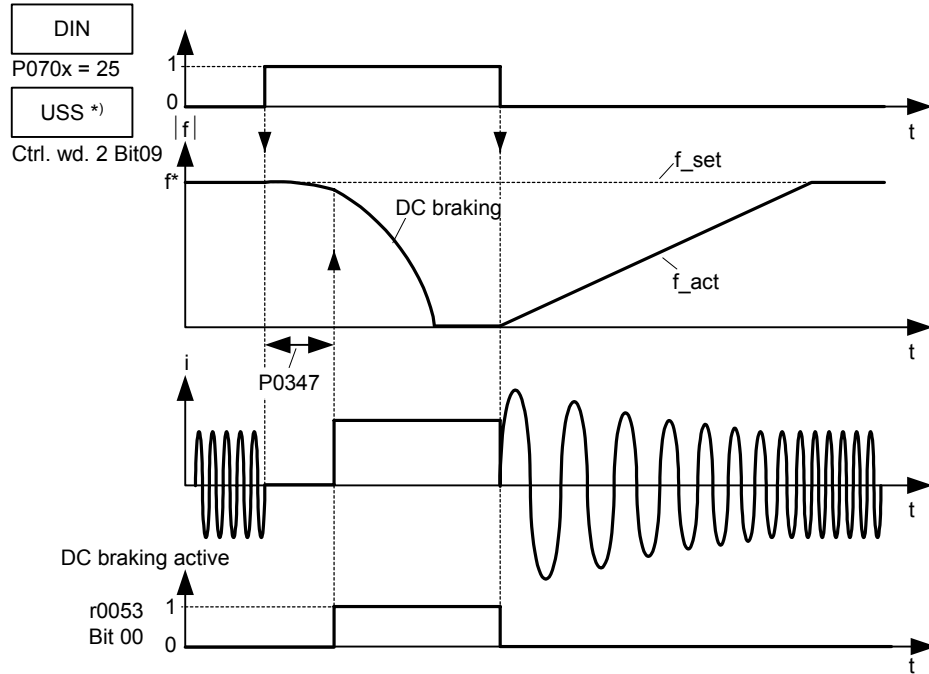 DIN
P070x = 25
USS *)
Ctrl. wd. 2 Bit09
1
0
t
|f|
f*
f_set
DC braking
f_act
t
P0347
i
t
DC braking active
r0053
Bit 00
1
0
t